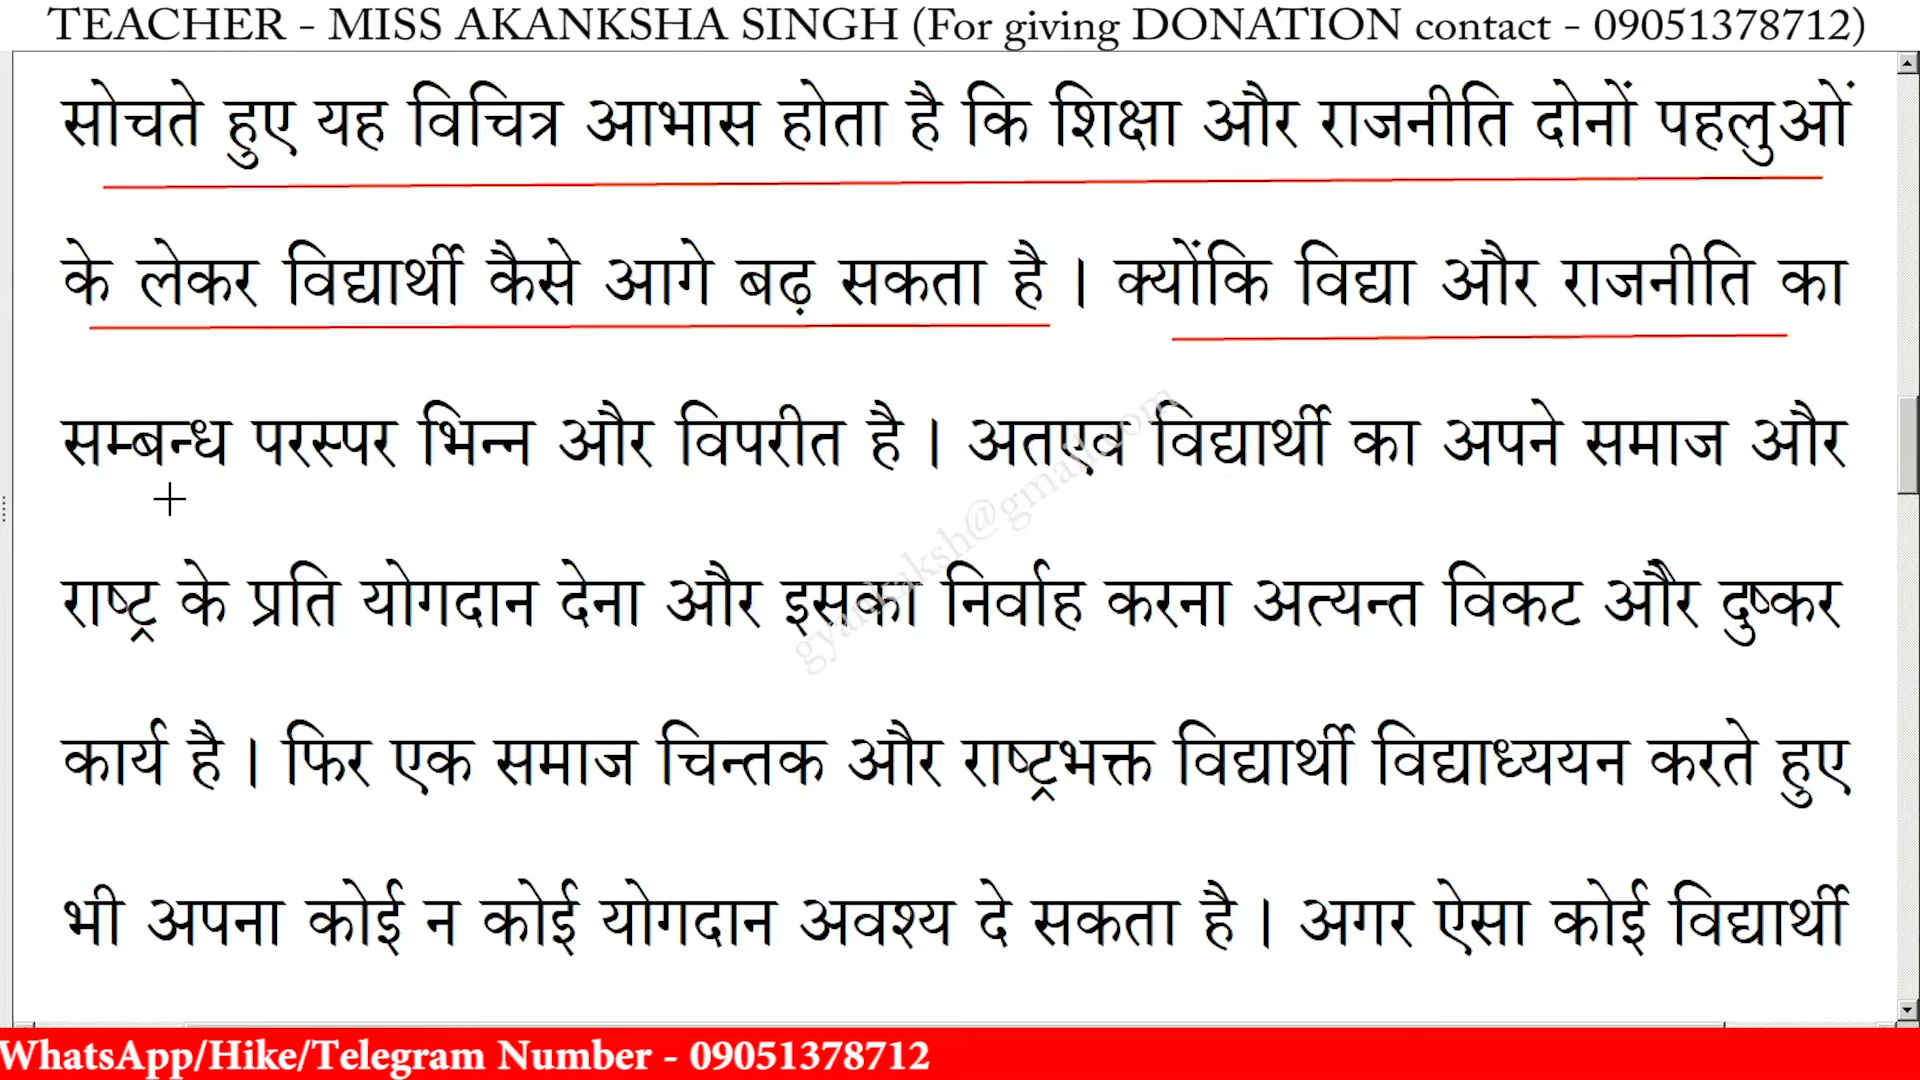 TEACHER - MISS AKANKSHA SINGH (For giving DONATION contact - 09051378712)
सोचते हुए यह विचित्र आभास होता है कि शिक्षा और राजनीति दोनों पहलुओं
के लेकर विद्यार्थी कैसे आगे बढ़ सकता है । क्योंकि विद्या और राजनीति का
सम्बन्ध परस्पर भिन्न और विपरीत है । अतएव विद्यार्थी का अपने समाज और
राष्ट्र के प्रति योगदान देना और इसका निर्वाह करना अत्यन्त विकट और दुष्कर
कार्य है । फिर एक समाज चिन्तक और राष्ट्रभक्त विद्यार्थी विद्याध्ययन करते हुए
भी अपना कोई न कोई योगदान अवश्य दे सकता है । अगर ऐसा कोई विद्यार्थी
gyankaksh@gmail.com
WhatsApp/Hike/Telegram Number - 09051378712